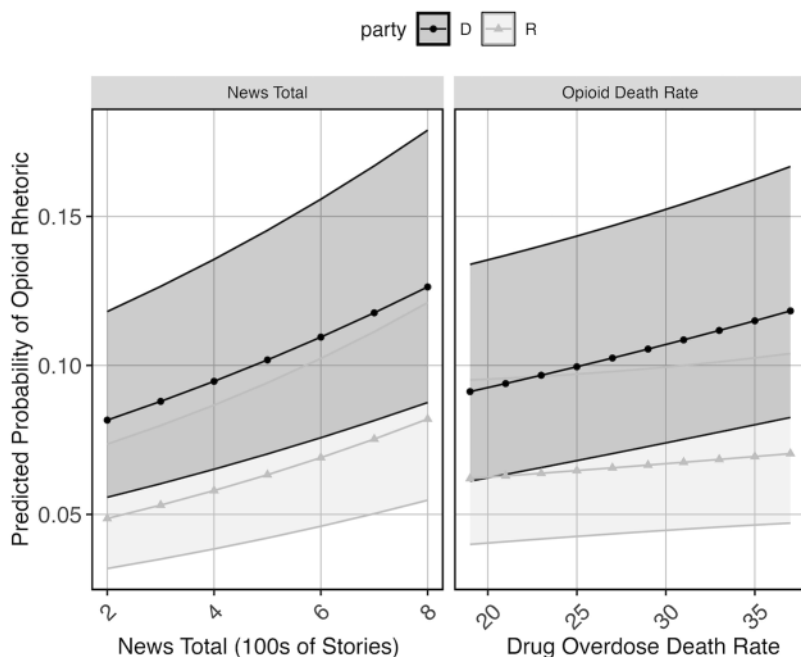 party D R
News Total
Opioid Death Rate
Predicted Probability of Opioid Rhetoric
0.15
0.10
0.05
2 4 6 8
20 25 30 35
News Total (100s of Stories)
Drug Overdose Death Rate